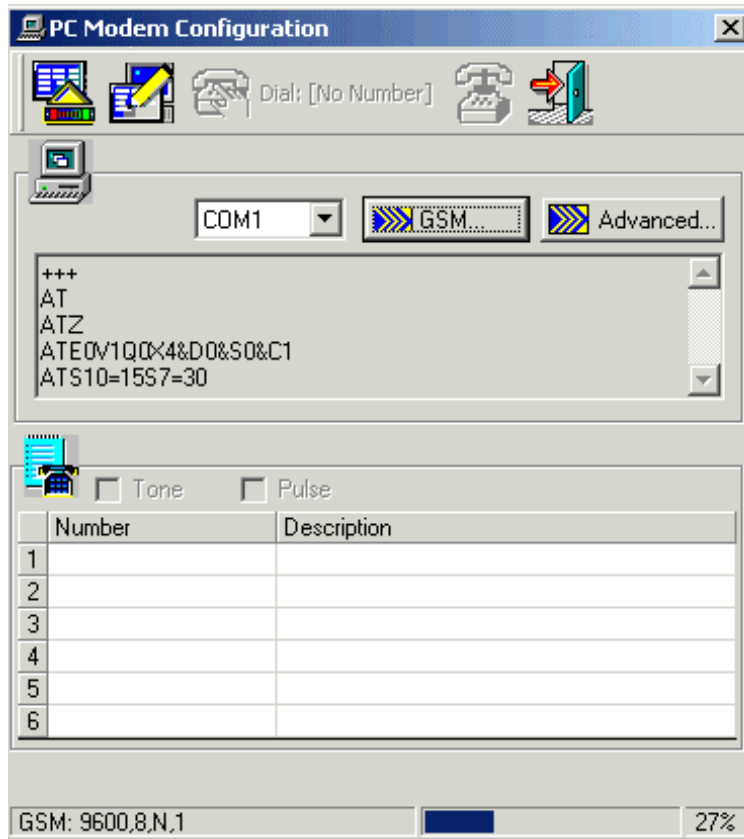 PC Modem Configuration
Dial: [No Number]
COM1 GSM... Advanced...
+++
AT
ATZ
ATE0V1Q0X4&D0&S0&C1
ATS10=15S7=30
Tone Pulse
Number Description
1
2
3
4
5
6
GSM: 9600,8,N,1 27%